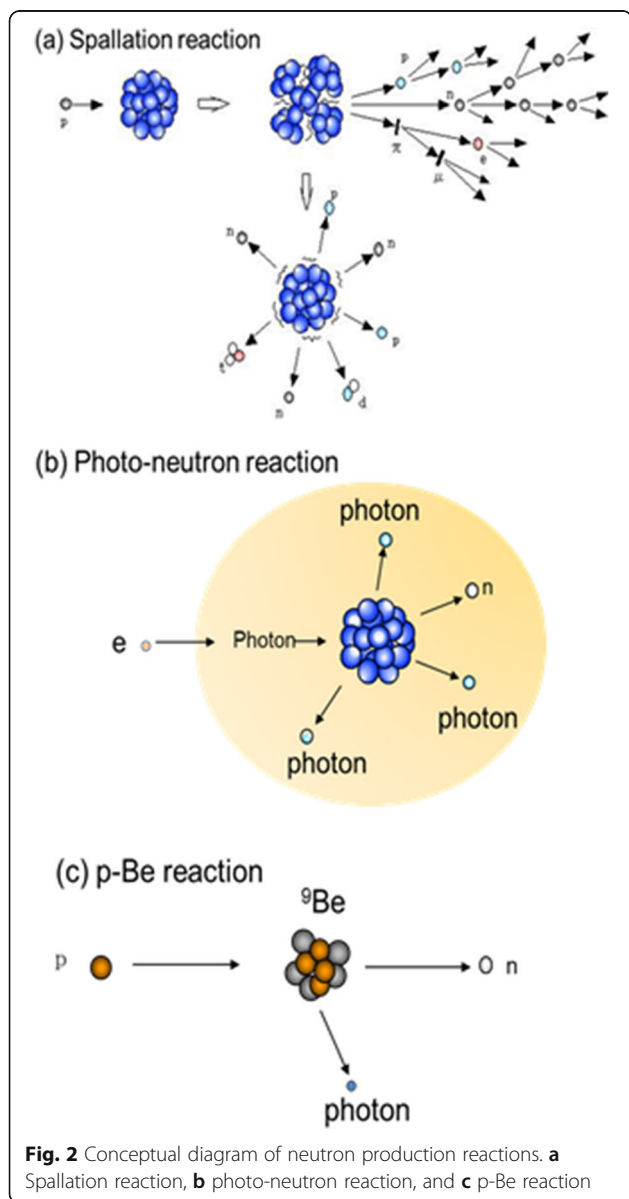 (a) Spallation reaction
p
p
n
π
μ
e
p
n
n
p
t
n
d
(b) Photo-neutron reaction
photon
n
e
Photon
photon
photon
(c) p-Be reaction
⁹Be
p
n
photon
Fig. 2 Conceptual diagram of neutron production reactions. a
Spallation reaction, b photo-neutron reaction, and c p-Be reaction